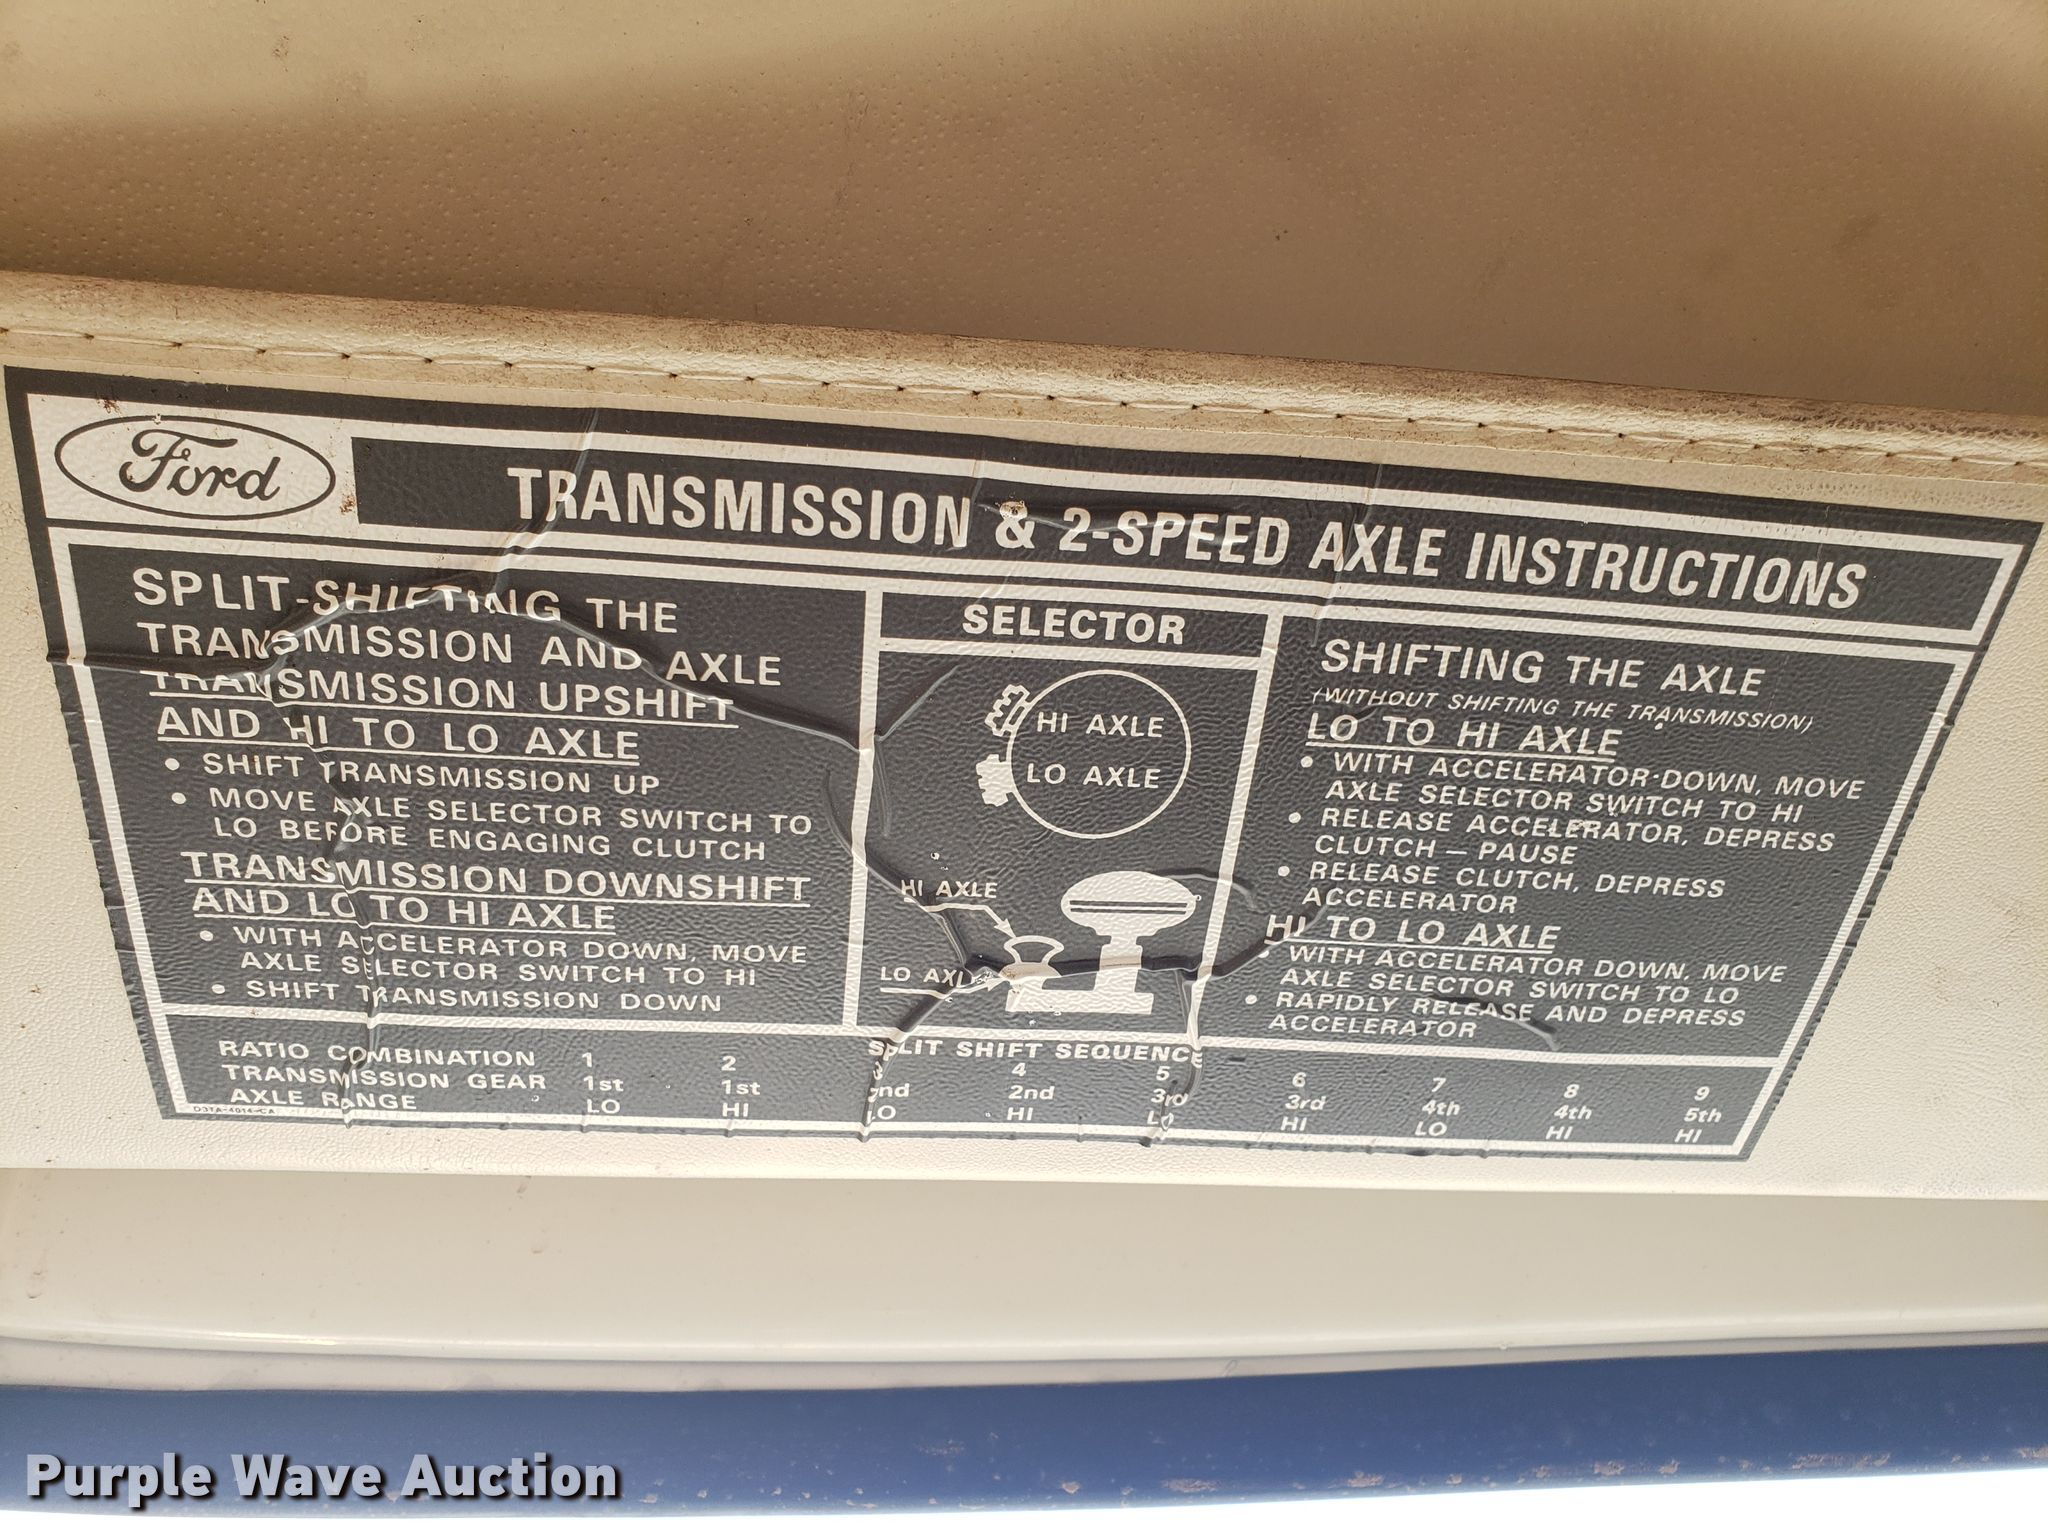 Ford
TRANSMISSION & 2-SPEED AXLE INSTRUCTIONS
SPLIT-SHIFTING THE
TRANSMISSION AND AXLE
TRANSMISSION UPSHIFT
AND HI TO LO AXLE
• SHIFT TRANSMISSION UP
• MOVE AXLE SELECTOR SWITCH TO
LO BEFORE ENGAGING CLUTCH
TRANSMISSION DOWNSHIFT
AND LO TO HI AXLE
• WITH ACCELERATOR DOWN, MOVE
AXLE SELECTOR SWITCH TO HI
• SHIFT TRANSMISSION DOWN
SELECTOR
HI AXLE
LO AXLE
HI AXLE
LO AXLE
SHIFTING THE AXLE
(WITHOUT SHIFTING THE TRANSMISSION)
LO TO HI AXLE
• WITH ACCELERATOR DOWN, MOVE
AXLE SELECTOR SWITCH TO HI
• RELEASE ACCELERATOR, DEPRESS
CLUTCH — PAUSE
• RELEASE CLUTCH, DEPRESS
ACCELERATOR
HI TO LO AXLE
• WITH ACCELERATOR DOWN, MOVE
AXLE SELECTOR SWITCH TO LO
• RAPIDLY RELEASE AND DEPRESS
ACCELERATOR
SPLIT SHIFT SEQUENCE
RATIO COMBINATION 1 2 3 4 5 6 7 8 9
TRANSMISSION GEAR 1st 1st 2nd 2nd 3rd 3rd 4th 4th 5th
AXLE RANGE LO HI LO HI LO HI LO HI HI
D3TA-4014-CA
Purple Wave Auction